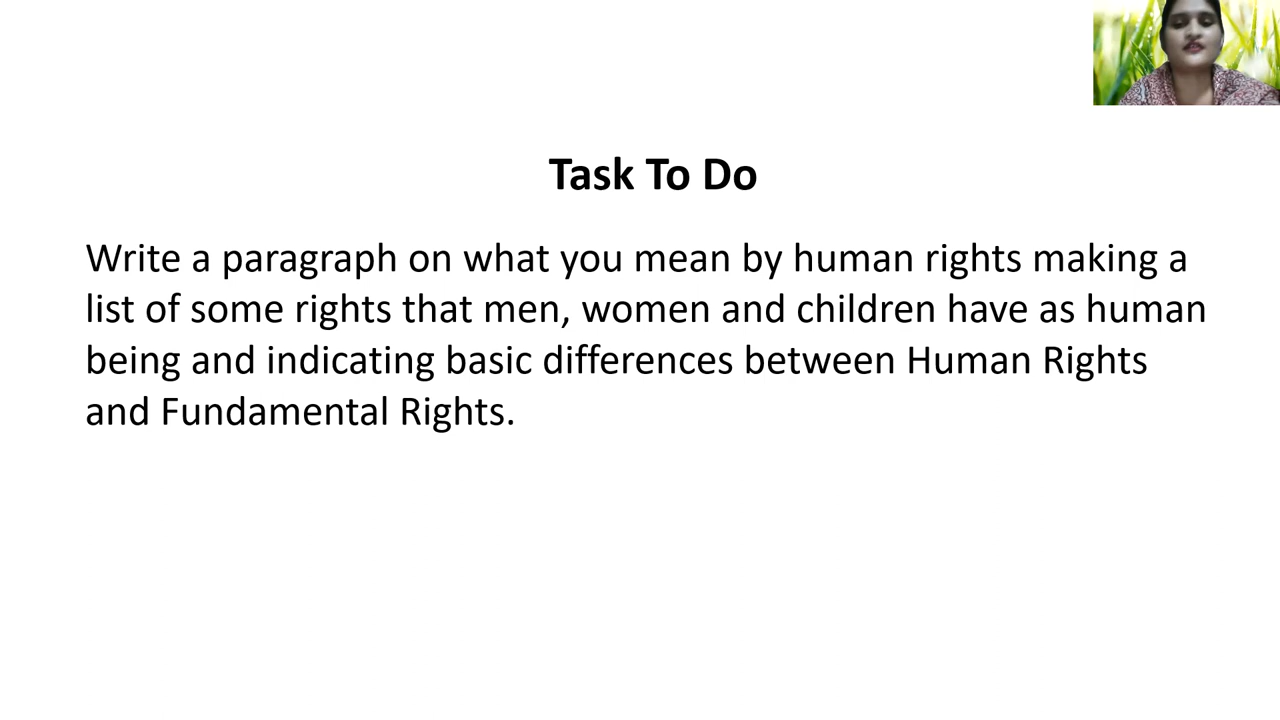 Task To Do
Write a paragraph on what you mean by human rights making a
list of some rights that men, women and children have as human
being and indicating basic differences between Human Rights
and Fundamental Rights.